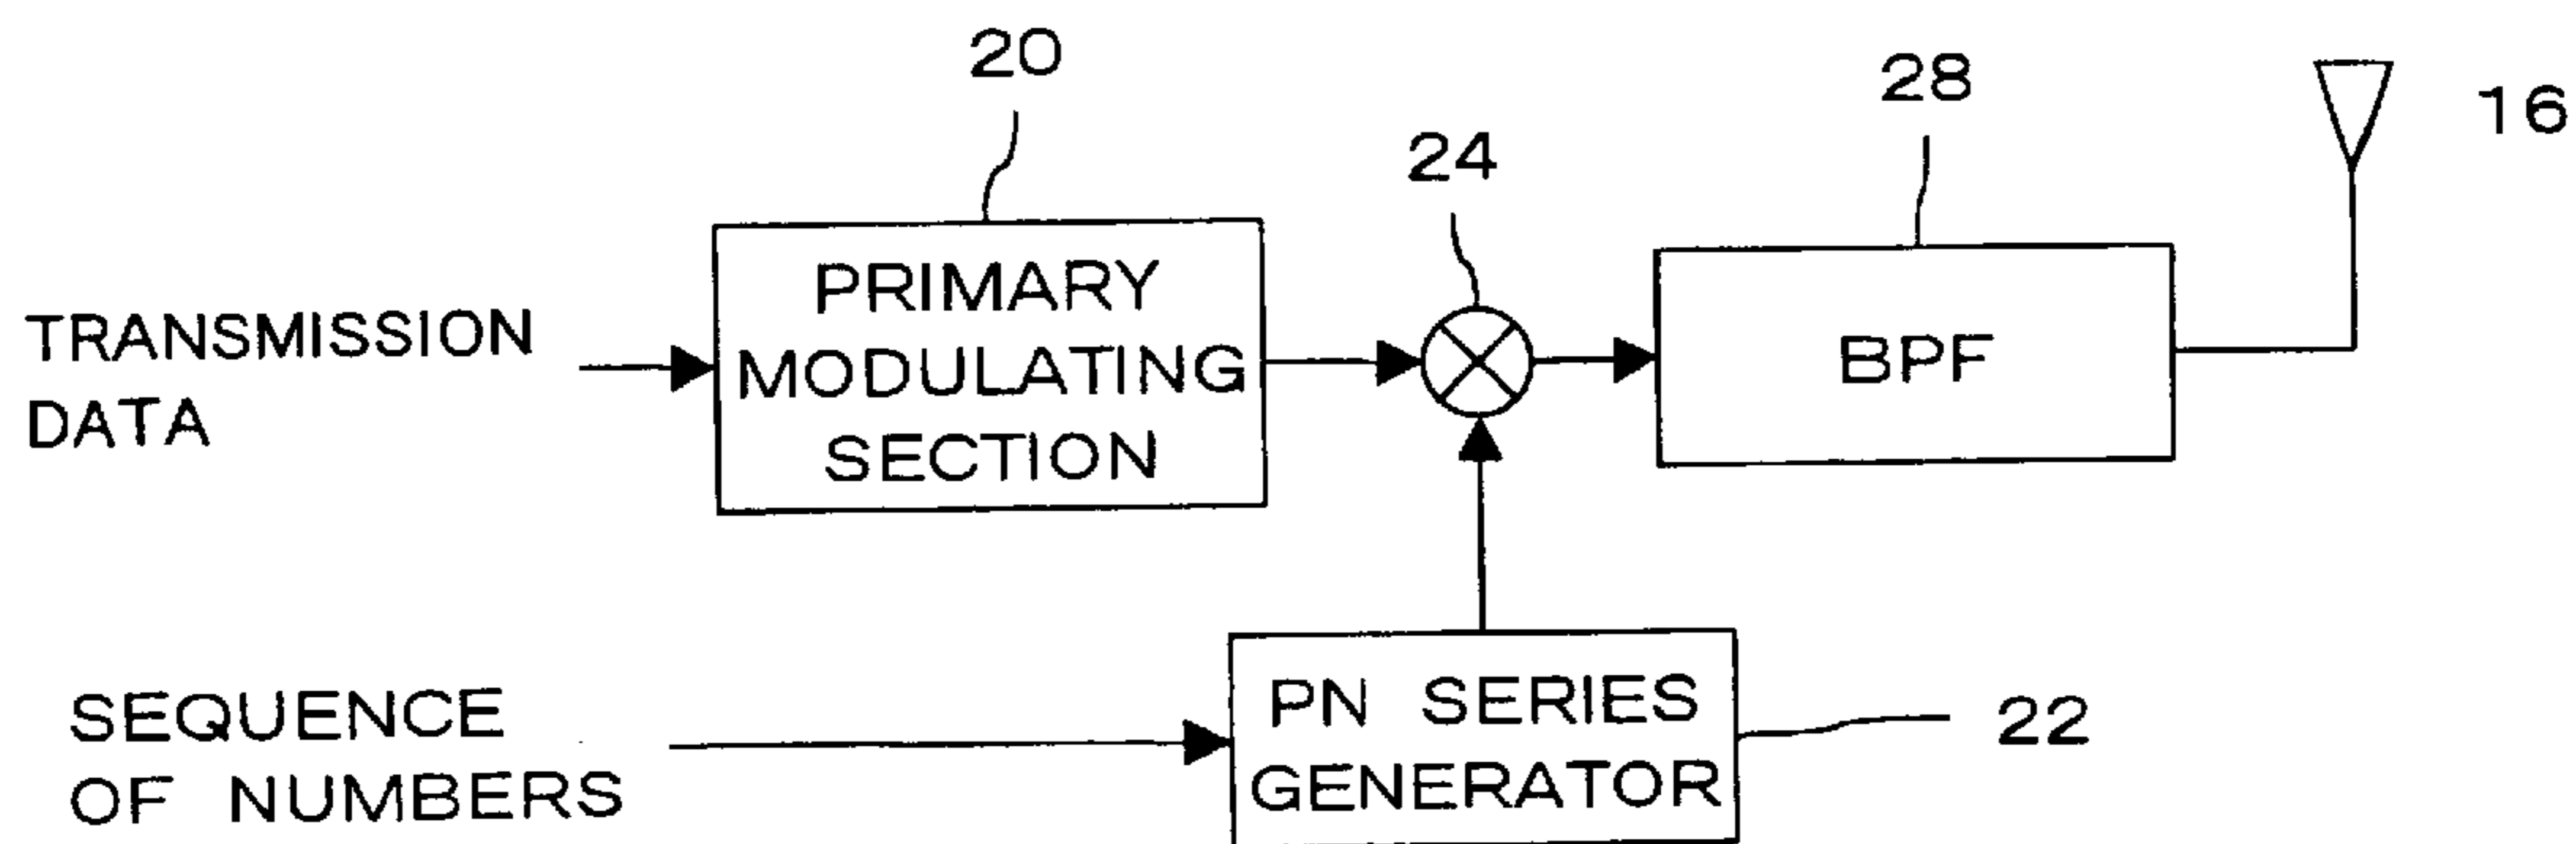 20
28
16
24
PRIMARY
MODULATING
SECTION
TRANSMISSION
DATA
BPF
PN SERIES
GENERATOR
22
SEQUENCE
OF NUMBERS